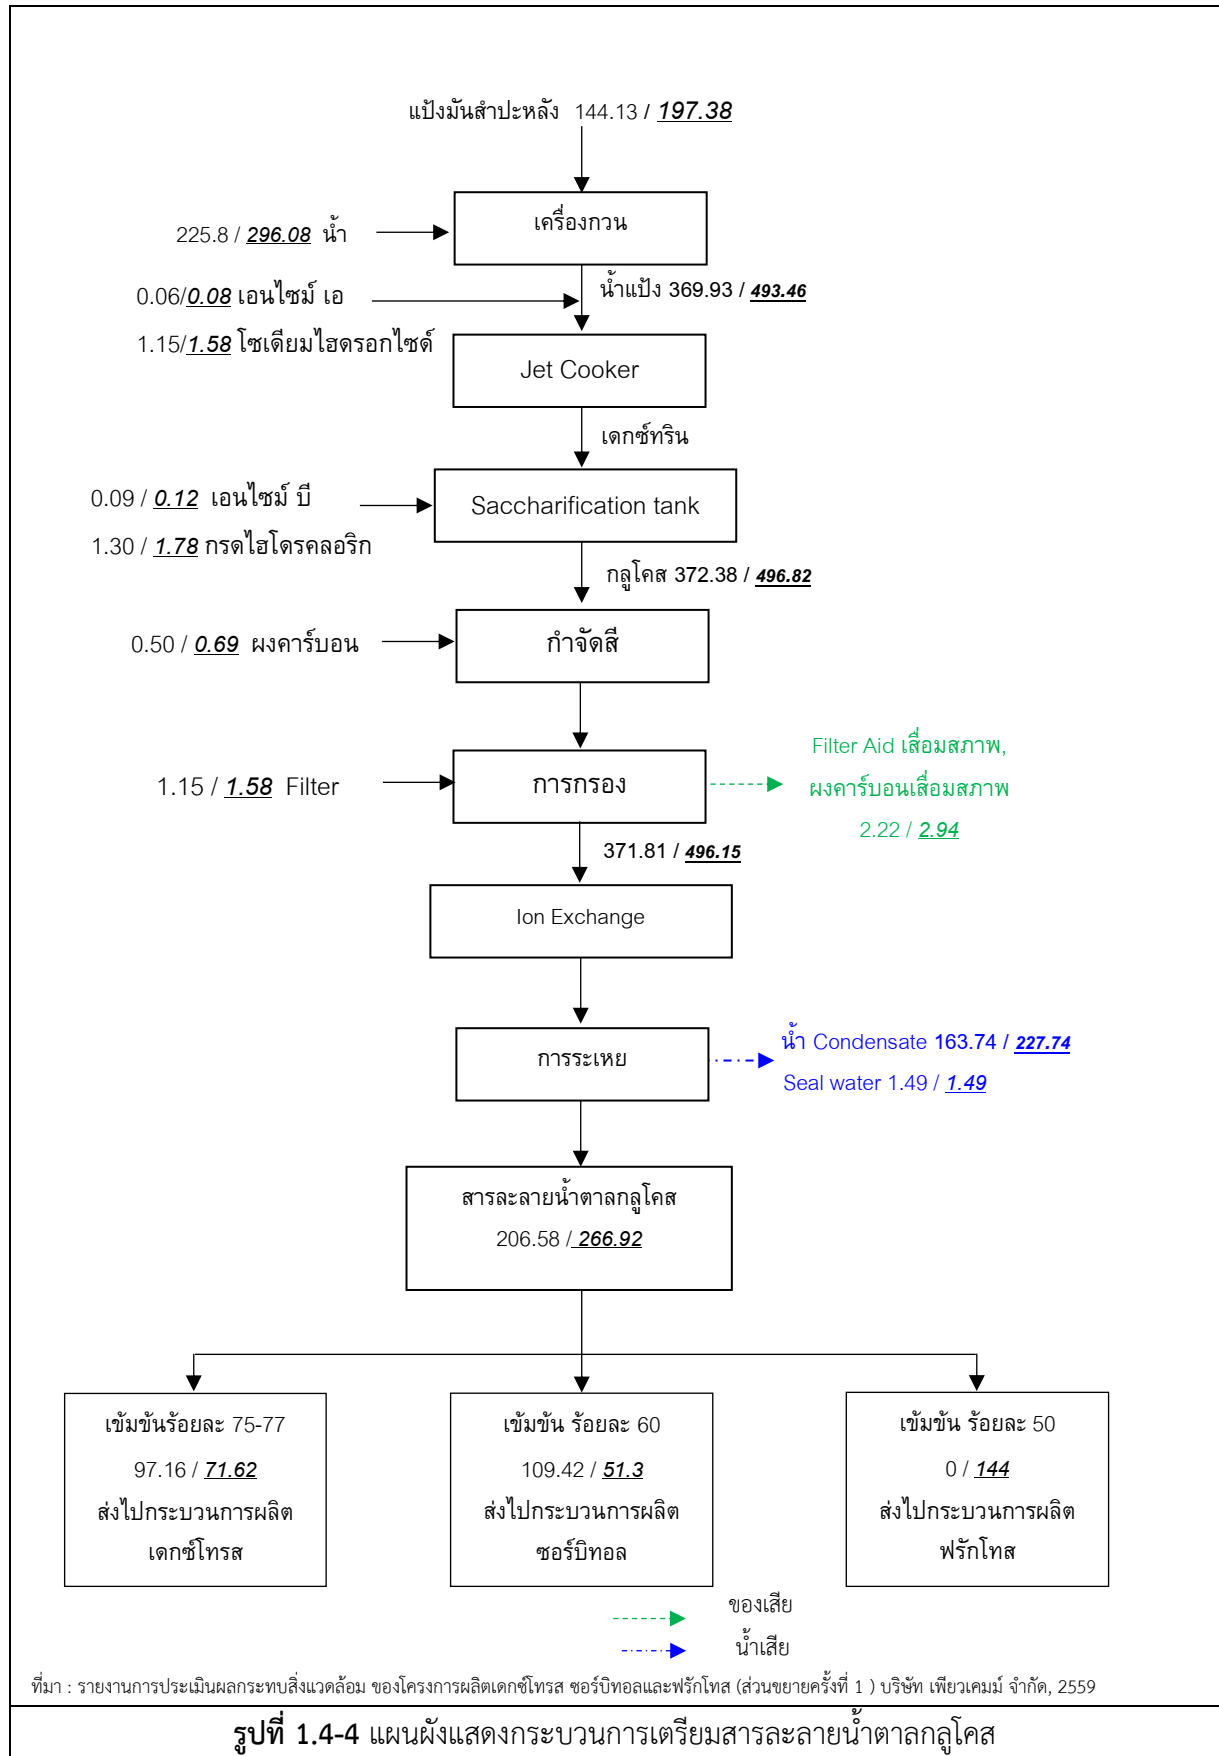 แป้งมันสำปะหลัง 144.13 / 197.38
เครื่องกวน
225.8 / 296.08 น้ำ
น้ำแป้ง 369.93 / 493.46
0.06/0.08 เอนไซม์ เอ
1.15/1.58 โซเดียมไฮดรอกไซด์
Jet Cooker
เดกซ์ทริน
0.09 / 0.12 เอนไซม์ บี
Saccharification tank
1.30 / 1.78 กรดไฮโดรคลอริก
กลูโคส 372.38 / 496.82
0.50 / 0.69 ผงคาร์บอน
กำจัดสี
Filter Aid เสื่อมสภาพ,
1.15 / 1.58 Filter
การกรอง
ผงคาร์บอนเสื่อมสภาพ
2.22 / 2.94
371.81 / 496.15
Ion Exchange
การระเหย
น้ำ Condensate 163.74 / 227.74
Seal water 1.49 / 1.49
สารละลายน้ำตาลกลูโคส
206.58 / 266.92
เข้มข้นร้อยละ 75-77
97.16 / 71.62
ส่งไปกระบวนการผลิต
เดกซ์โทรส
เข้มข้น ร้อยละ 60
109.42 / 51.3
ส่งไปกระบวนการผลิต
ซอร์บิทอล
เข้มข้น ร้อยละ 50
0 / 144
ส่งไปกระบวนการผลิต
ฟรักโทส
ของเสีย
น้ำเสีย
ที่มา : รายงานการประเมินผลกระทบสิ่งแวดล้อม ของโครงการผลิตเดกซ์โทรส ซอร์บิทอลและฟรักโทส (ส่วนขยายครั้งที่ 1 ) บริษัท เพียวเคมม์ จำกัด, 2559
รูปที่ 1.4-4 แผนผังแสดงกระบวนการเตรียมสารละลายน้ำตาลกลูโคส